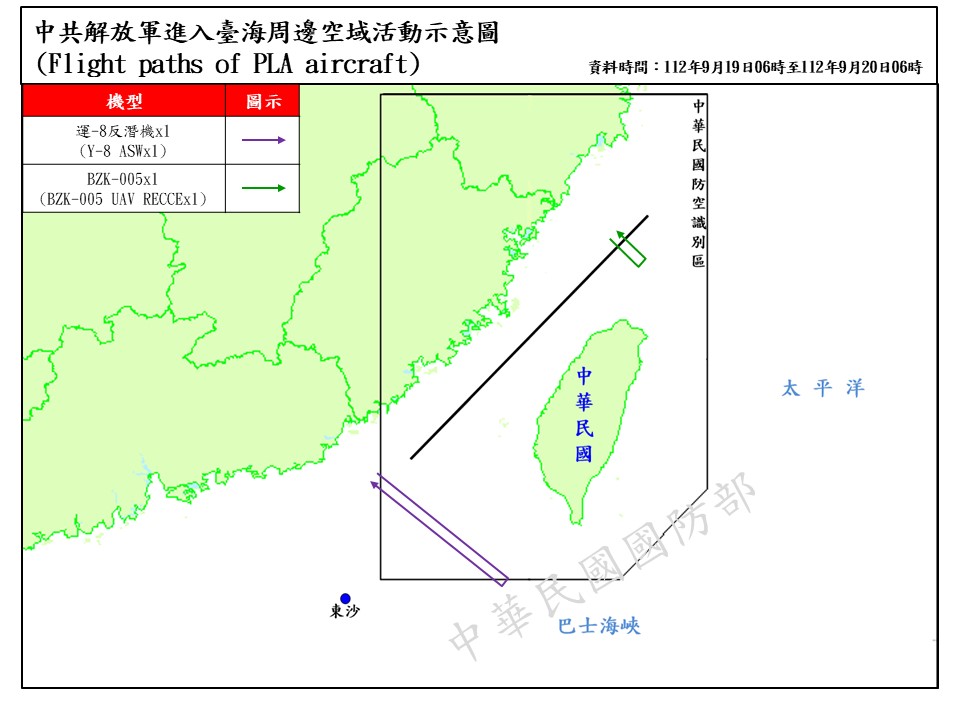 中共解放軍進入臺海周邊空域活動示意圖
(Flight paths of PLA aircraft)
資料時間：112年9月19日06時至112年9月20日06時
機型
圖示
運-8反潛機x1
(Y-8 ASWx1)
BZK-005x1
(BZK-005 UAV RECCEx1)
中華民國防空識別區
中華民國
太平洋
東沙
巴士海峽
中華民國國防部